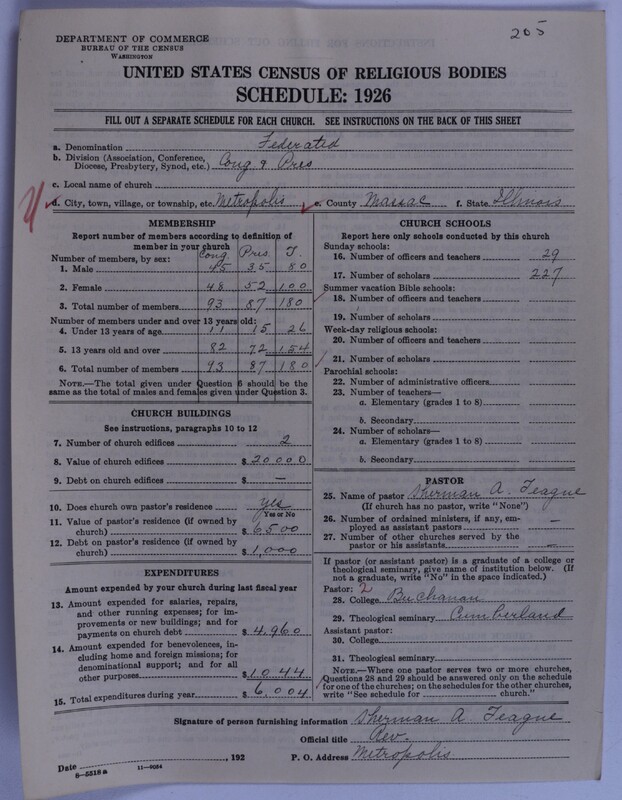 205
DEPARTMENT OF COMMERCE
BUREAU OF THE CENSUS
WASHINGTON
UNITED STATES CENSUS OF RELIGIOUS BODIES
SCHEDULE: 1926
FILL OUT A SEPARATE SCHEDULE FOR EACH CHURCH. SEE INSTRUCTIONS ON THE BACK OF THIS SHEET
a. Denomination Federated
b. Division (Association, Conference, Diocese, Presbytery, Synod, etc.) Cong & Pres
c. Local name of church
d. City, town, village, or township, etc. Metropolis e. County Massac f. State Illinois
MEMBERSHIP
Report number of members according to definition of
member in your church
Number of members, by sex: Cong. Pres. T.
1. Male 45 35 80
2. Female 48 52 100
3. Total number of members 93 87 180
Number of members under and over 13 years old:
4. Under 13 years of age 11 15 26
5. 13 years old and over 82 72 154
6. Total number of members 93 87 180
NOTE.—The total given under Question 6 should be the
same as the total of males and females given under Question 3.
CHURCH BUILDINGS
See instructions, paragraphs 10 to 12
7. Number of church edifices 2
8. Value of church edifices $ 20000
9. Debt on church edifices $ —
10. Does church own pastor's residence yes
Yes or No
11. Value of pastor's residence (if owned by
church) $ 6500
12. Debt on pastor's residence (if owned by
church) $ 1,000
EXPENDITURES
Amount expended by your church during last fiscal year
13. Amount expended for salaries, repairs,
and other running expenses; for im-
provements or new buildings; and for
payments on church debt $ 4,960
14. Amount expended for benevolences, in-
cluding home and foreign missions; for
denominational support; and for all
other purposes $ 1044
15. Total expenditures during year $ 6,004
CHURCH SCHOOLS
Report here only schools conducted by this church
Sunday schools:
16. Number of officers and teachers 29
17. Number of scholars 227
Summer vacation Bible schools:
18. Number of officers and teachers
19. Number of scholars
Week-day religious schools:
20. Number of officers and teachers
21. Number of scholars
Parochial schools:
22. Number of administrative officers
23. Number of teachers—
a. Elementary (grades 1 to 8)
b. Secondary
24. Number of scholars—
a. Elementary (grades 1 to 8)
b. Secondary
PASTOR
25. Name of pastor Sherman A. Teague
(If church has no pastor, write "None")
26. Number of ordained ministers, if any, em-
ployed as assistant pastors —
27. Number of other churches served by the
pastor or his assistants —
If pastor (or assistant pastor) is a graduate of a college or
theological seminary, give name of institution below. (If
not a graduate, write "No" in the space indicated.)
Pastor: 2
28. College Buchanan
29. Theological seminary Cumberland
Assistant pastor:
30. College
31. Theological seminary
NOTE.—Where one pastor serves two or more churches,
Questions 28 and 29 should be answered only on the schedule
for one of the churches; on the schedules for the other churches,
write "See schedule for church."
Signature of person furnishing information Sherman A. Teague
Official title Rev.
Date , 192 P. O. Address Metropolis
8-5518 a 11-9054